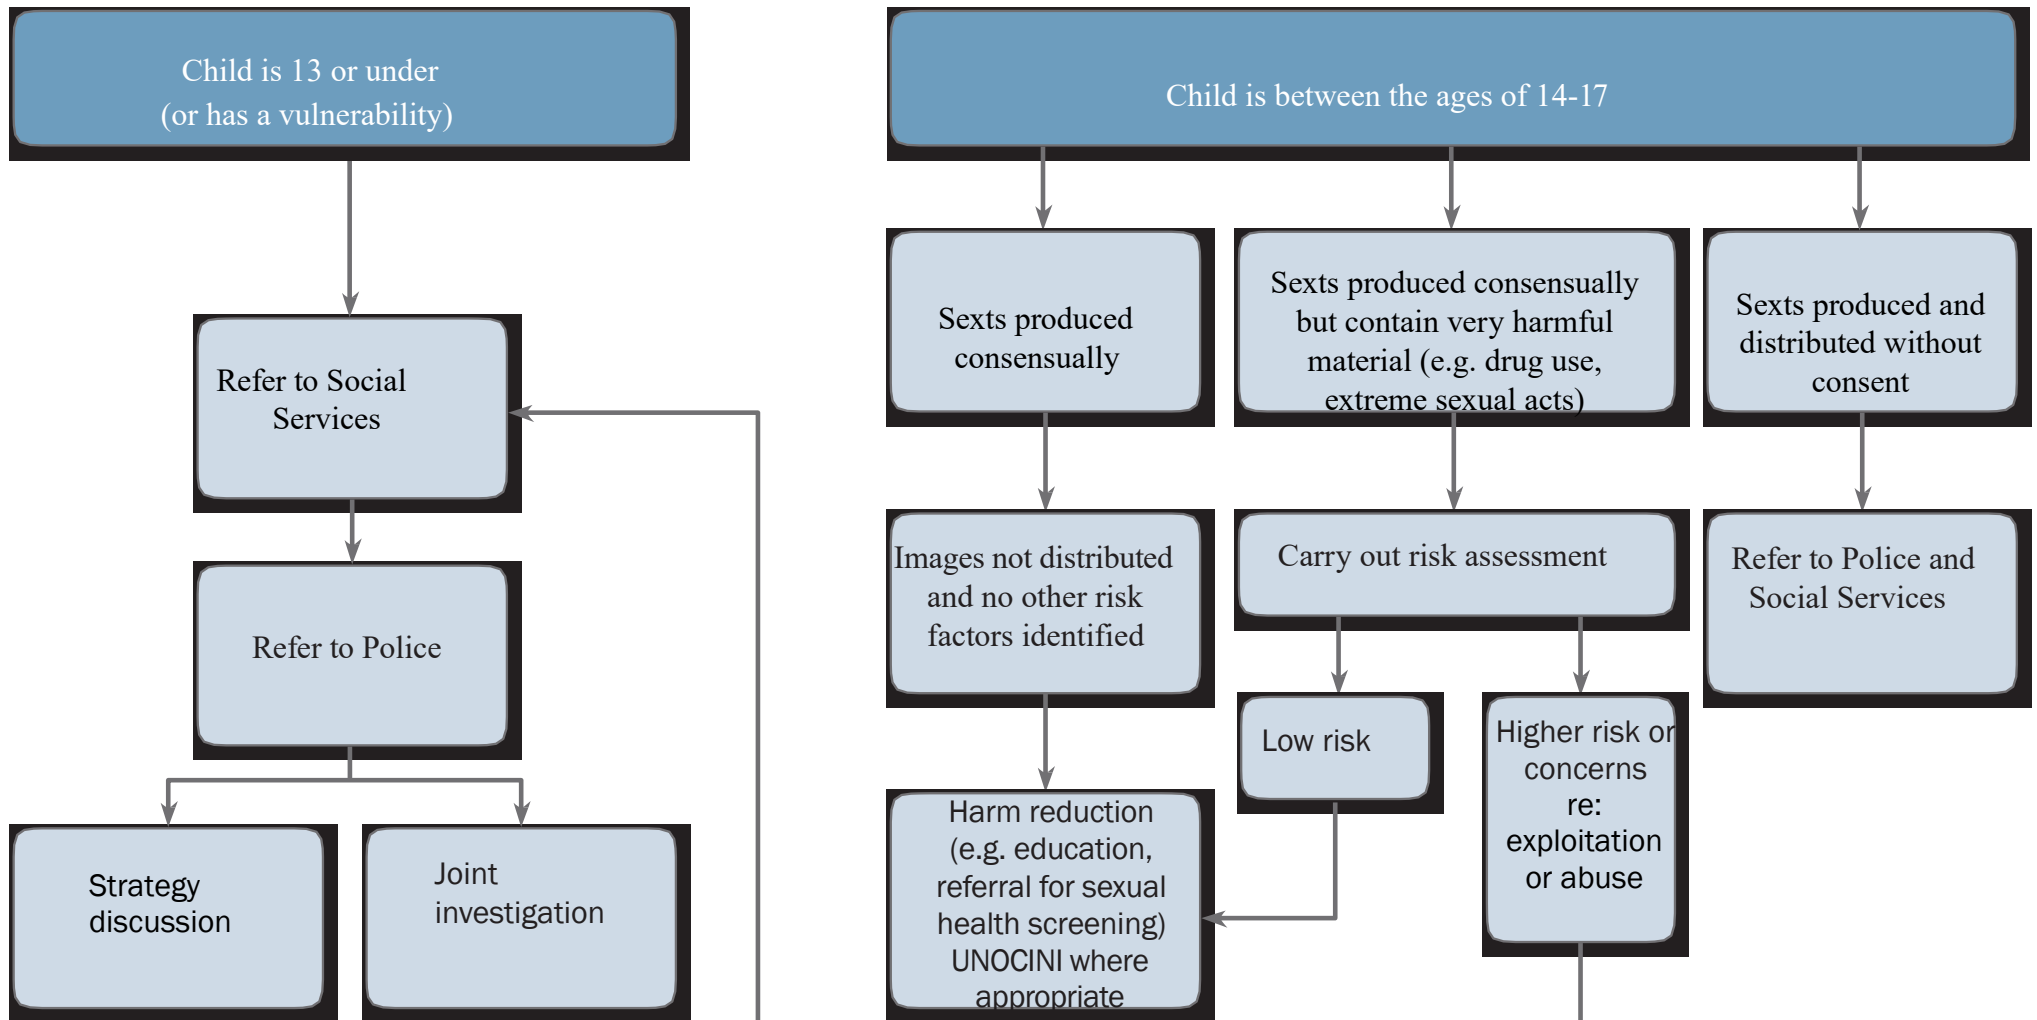 Child is 13 or under
(or has a vulnerability)
Child is between the ages of 14-17
Refer to Social
Services
Refer to Police
Strategy
discussion
Joint
investigation
Sexts produced
consensually
Sexts produced consensually
but contain very harmful
material (e.g. drug use,
extreme sexual acts)
Sexts produced and
distributed without
consent
Images not distributed
and no other risk
factors identified
Carry out risk assessment
Refer to Police and
Social Services
Low risk
Higher risk or
concerns
re:
exploitation
or abuse
Harm reduction
(e.g. education,
referral for sexual
health screening)
UNOCINI where
appropriate